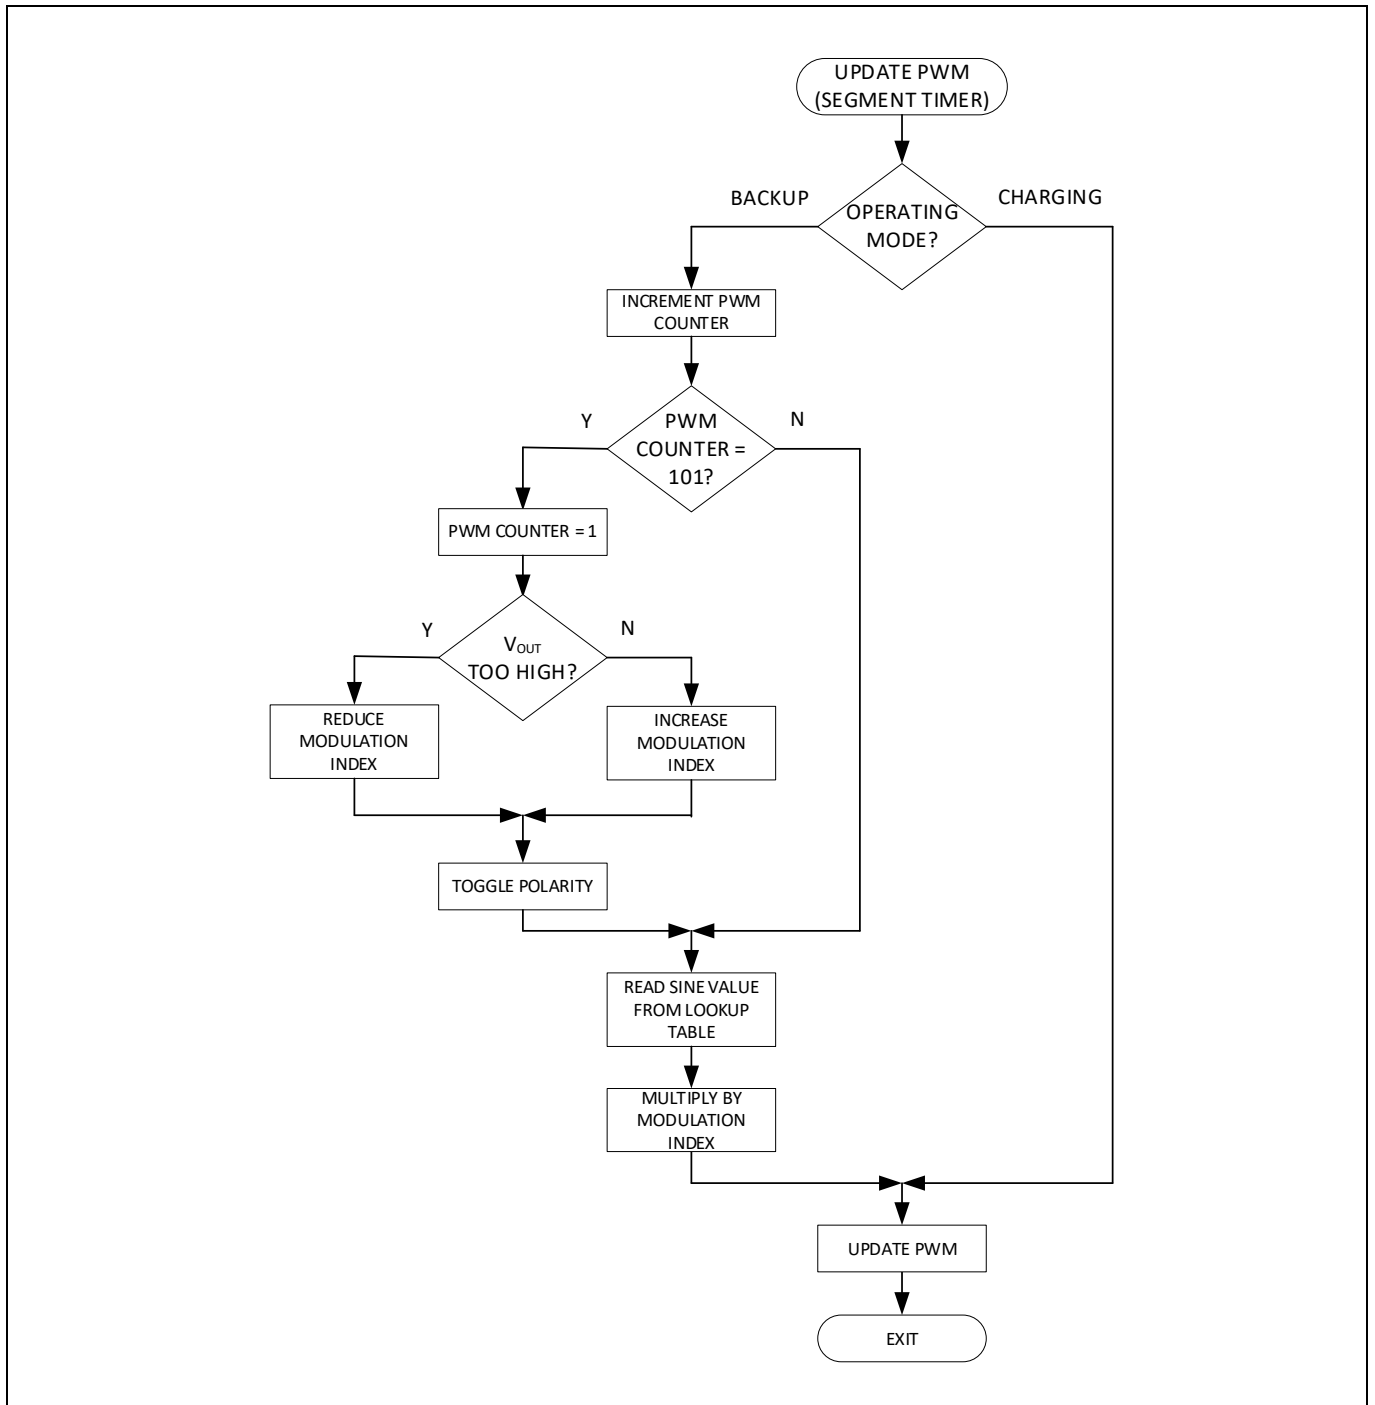 UPDATE PWM
(SEGMENT TIMER)
BACKUP
CHARGING
OPERATING
MODE?
INCREMENT PWM
COUNTER
Y
N
PWM
COUNTER =
101?
PWM COUNTER = 1
Y
N
VOUT
TOO HIGH?
REDUCE
MODULATION
INDEX
INCREASE
MODULATION
INDEX
TOGGLE POLARITY
READ SINE VALUE
FROM LOOKUP
TABLE
MULTIPLY BY
MODULATION
INDEX
UPDATE PWM
EXIT